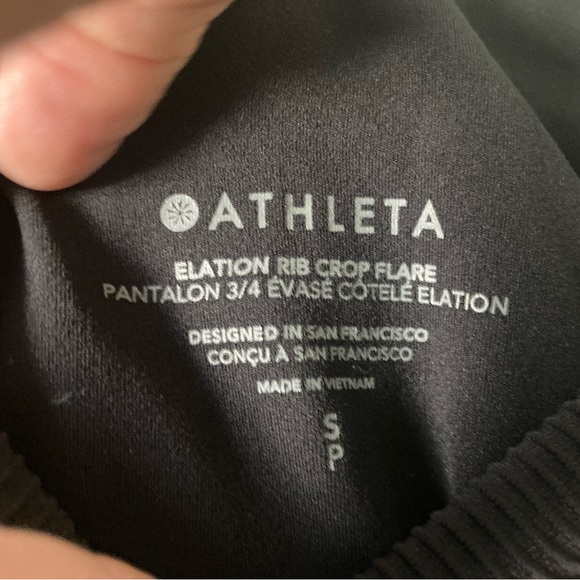 ATHLETA
ELATION RIB CROP FLARE
PANTALON 3/4 ÉVASÉ CÔTELÉ ELATION
DESIGNED IN SAN FRANCISCO
CONÇU À SAN FRANCISCO
MADE IN VIETNAM
S
P